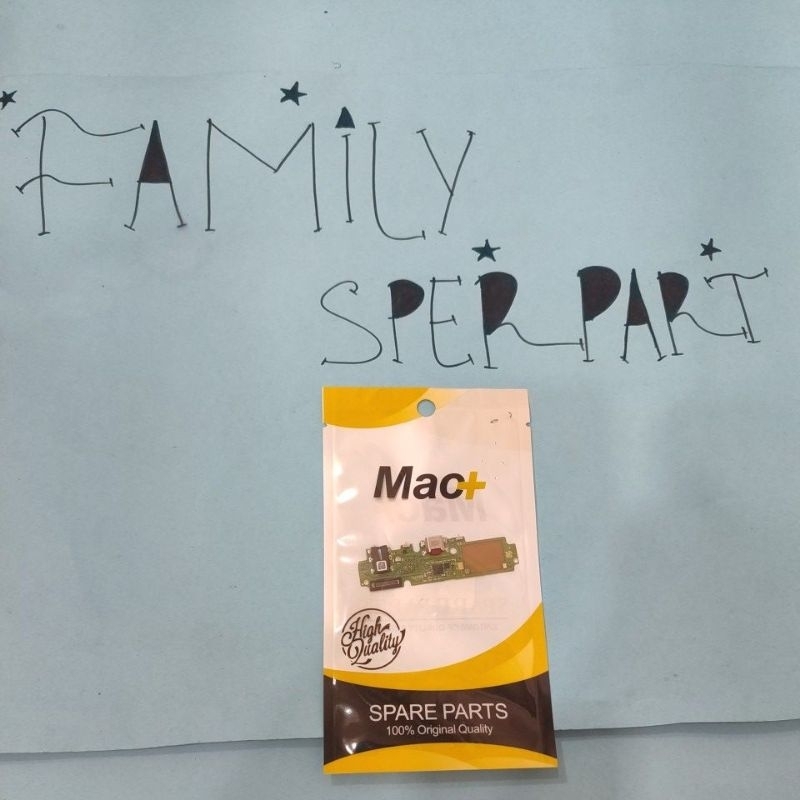 FAMiLY
SPERPART
Mac+
High
Quality
SPARE PARTS
100% Original Quality